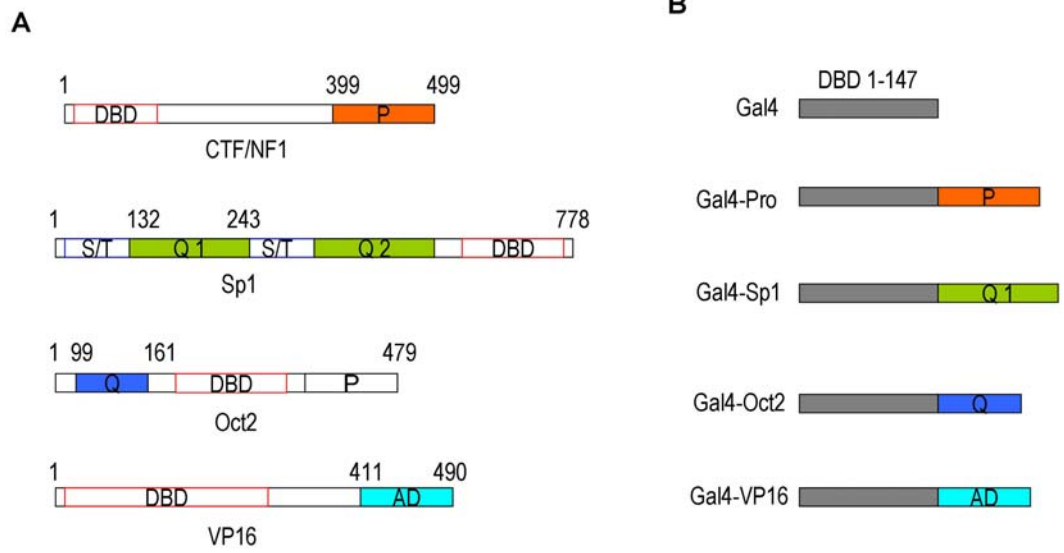 A
1 399 499
DBD P
CTF/NF1
1 132 243 778
S/T Q 1 S/T Q 2 DBD
Sp1
1 99 161 479
Q DBD P
Oct2
1 411 490
DBD AD
VP16
B
DBD 1-147
Gal4
Gal4-Pro P
Gal4-Sp1 Q 1
Gal4-Oct2 Q
Gal4-VP16 AD